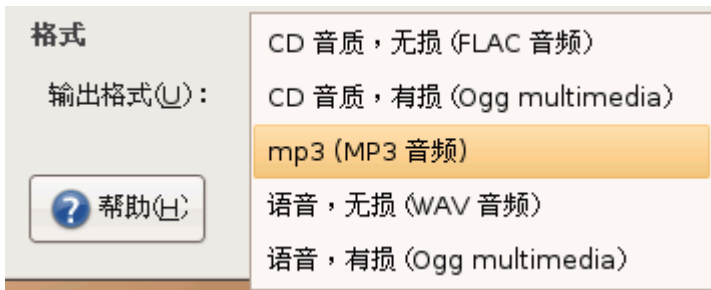 格式
输出格式(U)：
帮助(H)
CD 音质，无损 (FLAC 音频)
CD 音质，有损 (Ogg multimedia)
mp3 (MP3 音频)
语音，无损 (WAV 音频)
语音，有损 (Ogg multimedia)